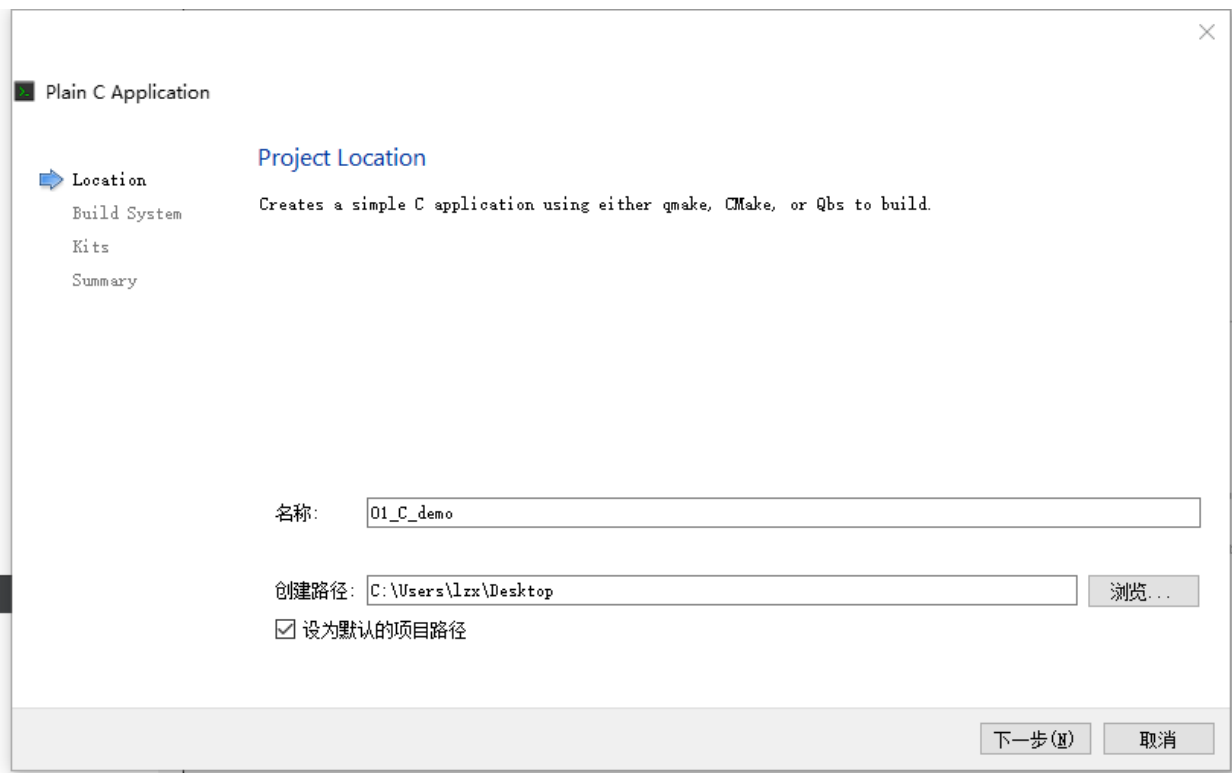 Plain C Application
Location
Build System
Kits
Summary
Project Location
Creates a simple C application using either qmake, CMake, or Qbs to build.
名称:
01_C_demo
创建路径:
C:\Users\lzx\Desktop
浏览...
设为默认的项目路径
下一步(N)
取消